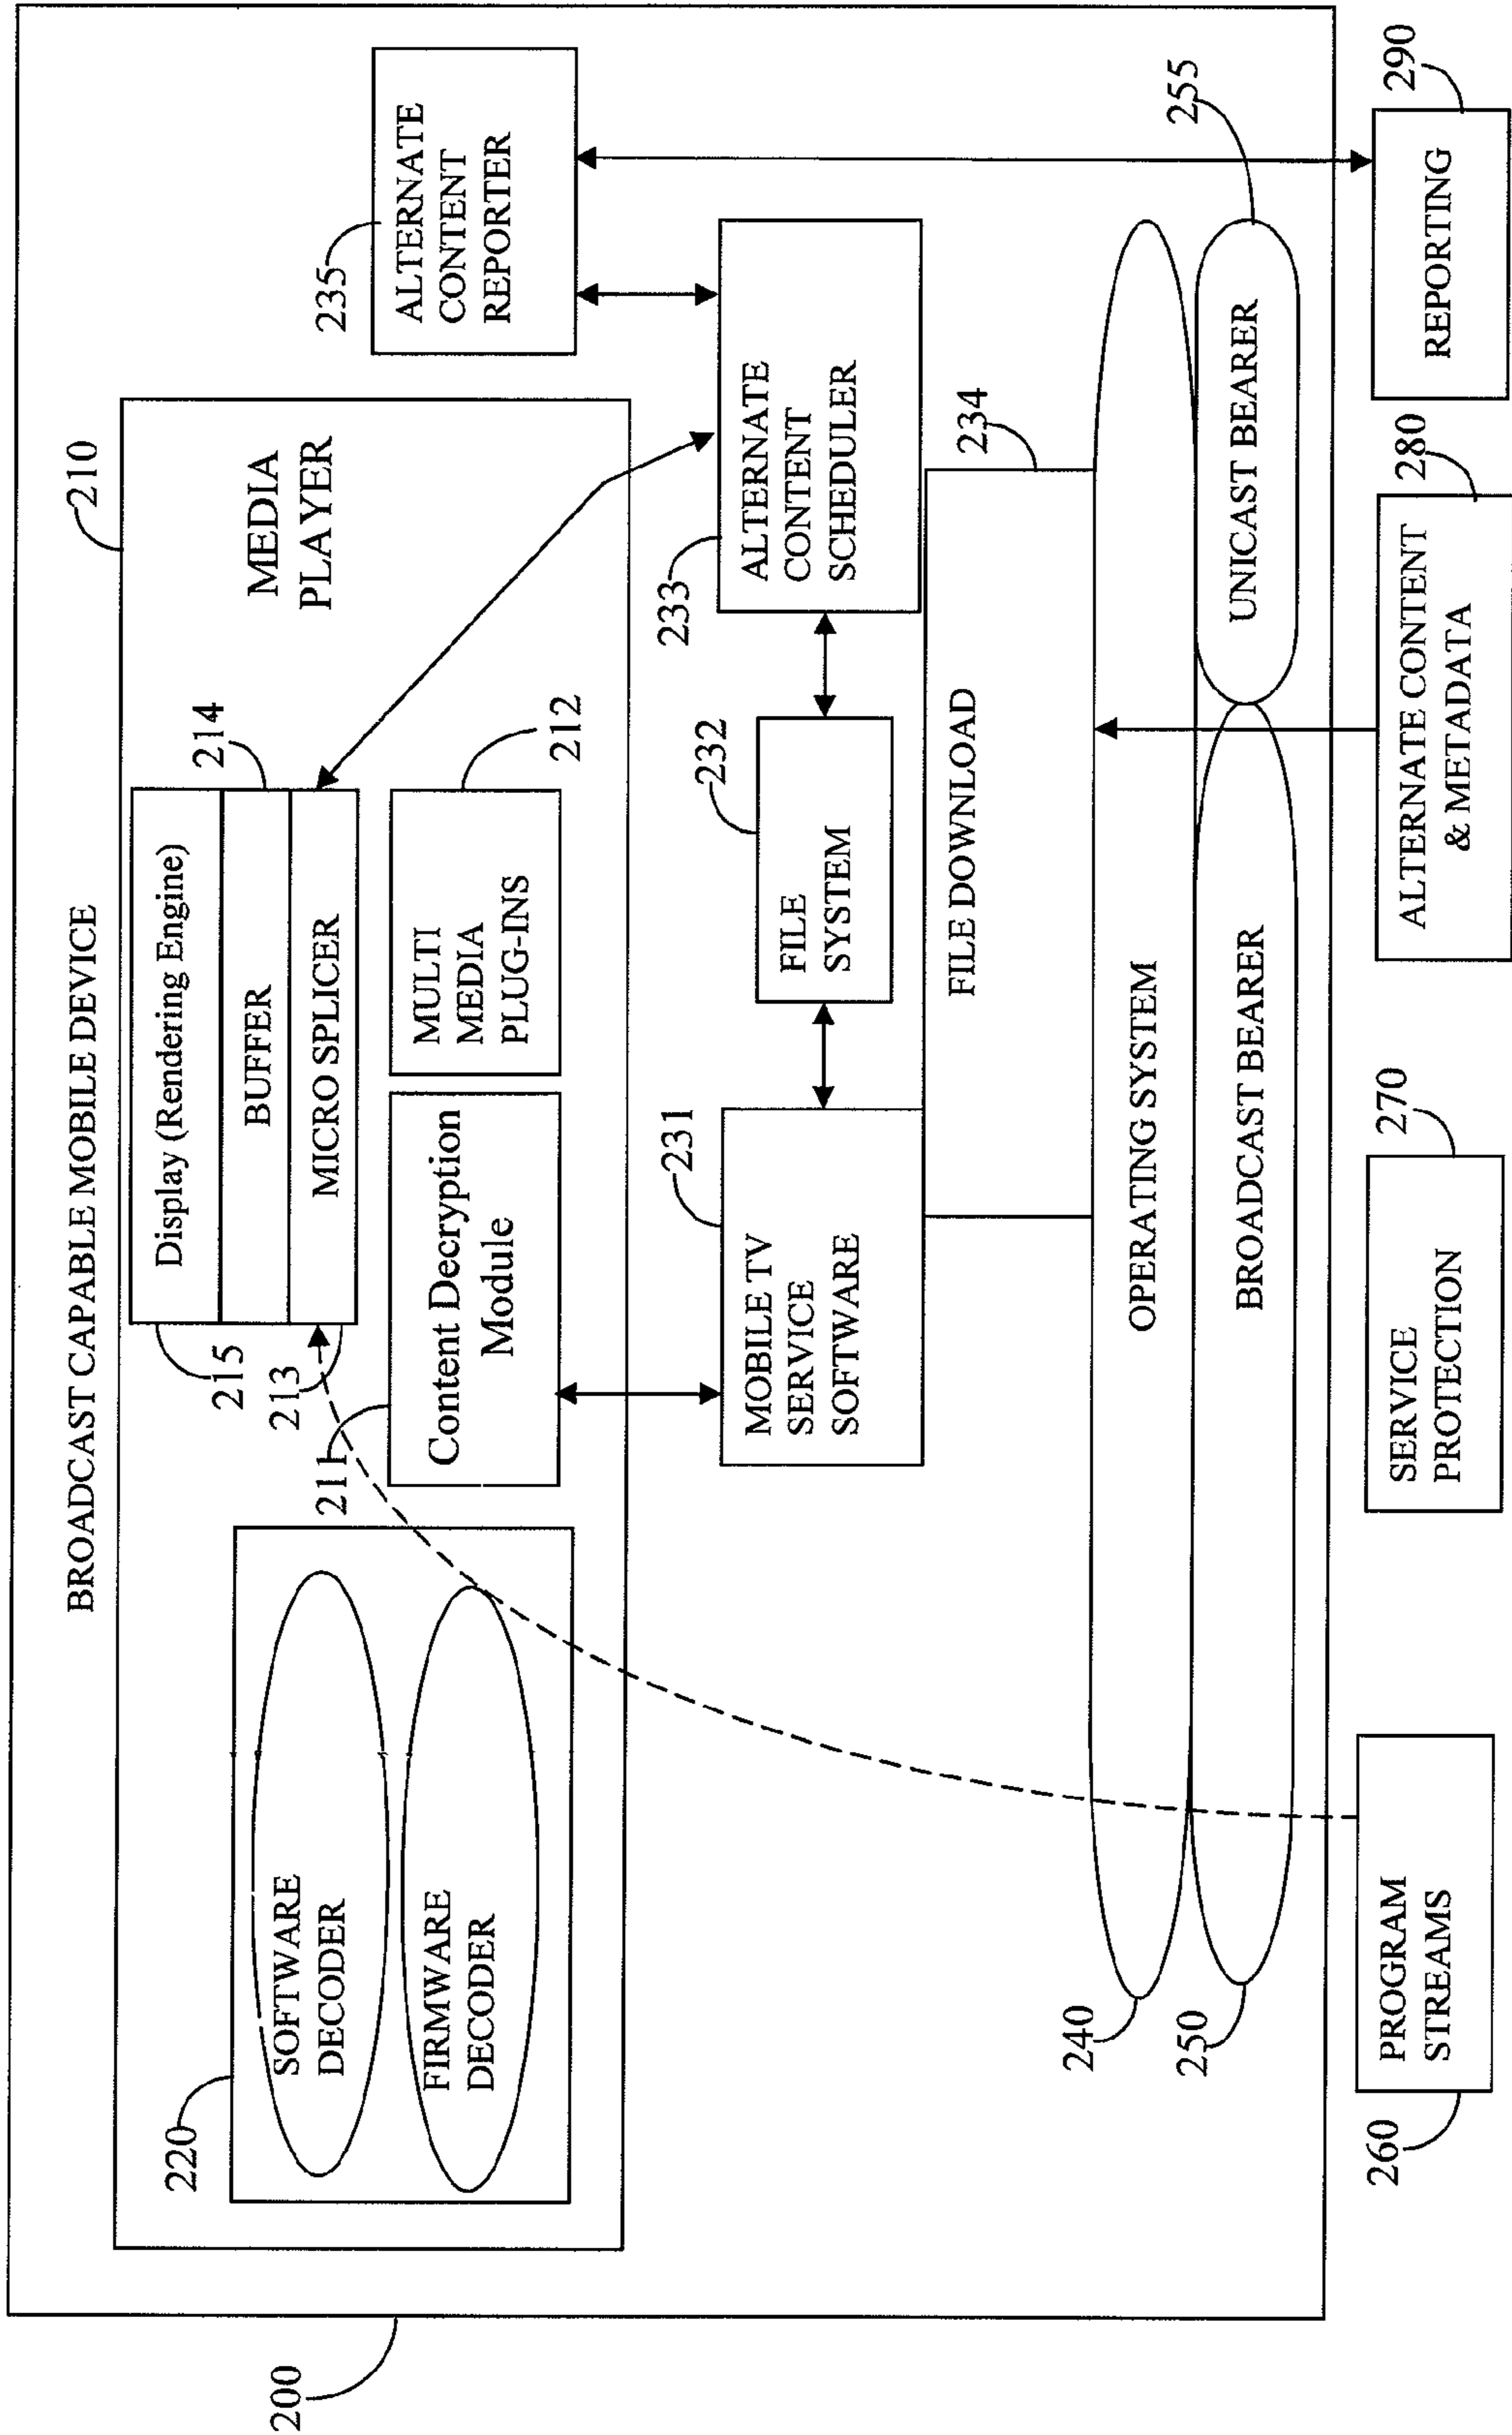 BROADCAST CAPABLE MOBILE DEVICE
200
210
MEDIA
PLAYER
220
SOFTWARE
DECODER
FIRMWARE
DECODER
215
Display (Rendering Engine)
214
BUFFER
213
MICRO SPLICER
211
Content Decryption
Module
MULTI
MEDIA
PLUG-INS
212
235
ALTERNATE
CONTENT
REPORTER
231
MOBILE TV
SERVICE
SOFTWARE
232
FILE
SYSTEM
233
ALTERNATE
CONTENT
SCHEDULER
FILE DOWNLOAD
234
240
OPERATING SYSTEM
250
BROADCAST BEARER
UNICAST BEARER
255
260
PROGRAM
STREAMS
SERVICE
PROTECTION
270
ALTERNATE CONTENT
& METADATA
280
REPORTING
290